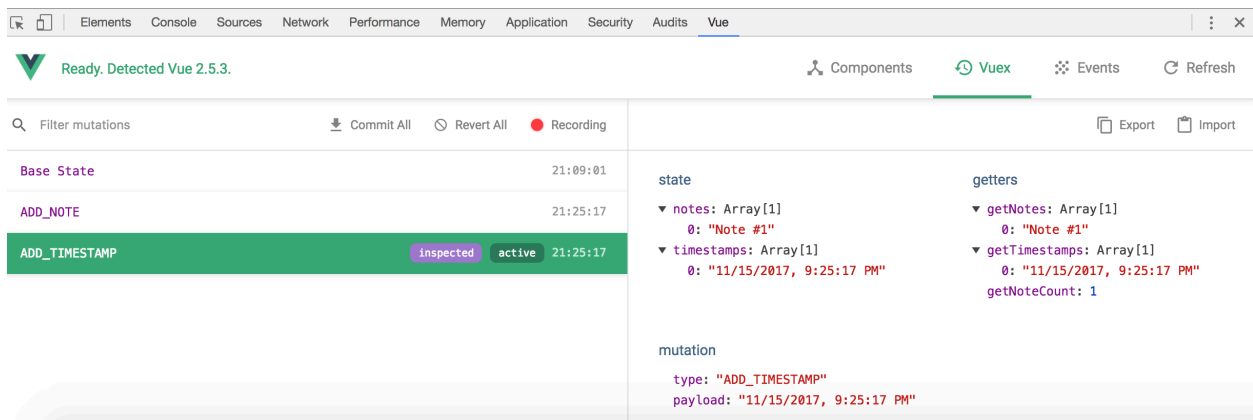 Elements Console Sources Network Performance Memory Application Security Audits Vue
Ready. Detected Vue 2.5.3.
Components Vuex Events Refresh
Filter mutations Commit All Revert All Recording
Export Import
Base State 21:09:01
ADD_NOTE 21:25:17
ADD_TIMESTAMP inspected active 21:25:17
state
▼ notes: Array[1]
0: "Note #1"
▼ timestamps: Array[1]
0: "11/15/2017, 9:25:17 PM"
getters
▼ getNotes: Array[1]
0: "Note #1"
▼ getTimestamps: Array[1]
0: "11/15/2017, 9:25:17 PM"
getNoteCount: 1
mutation
type: "ADD_TIMESTAMP"
payload: "11/15/2017, 9:25:17 PM"